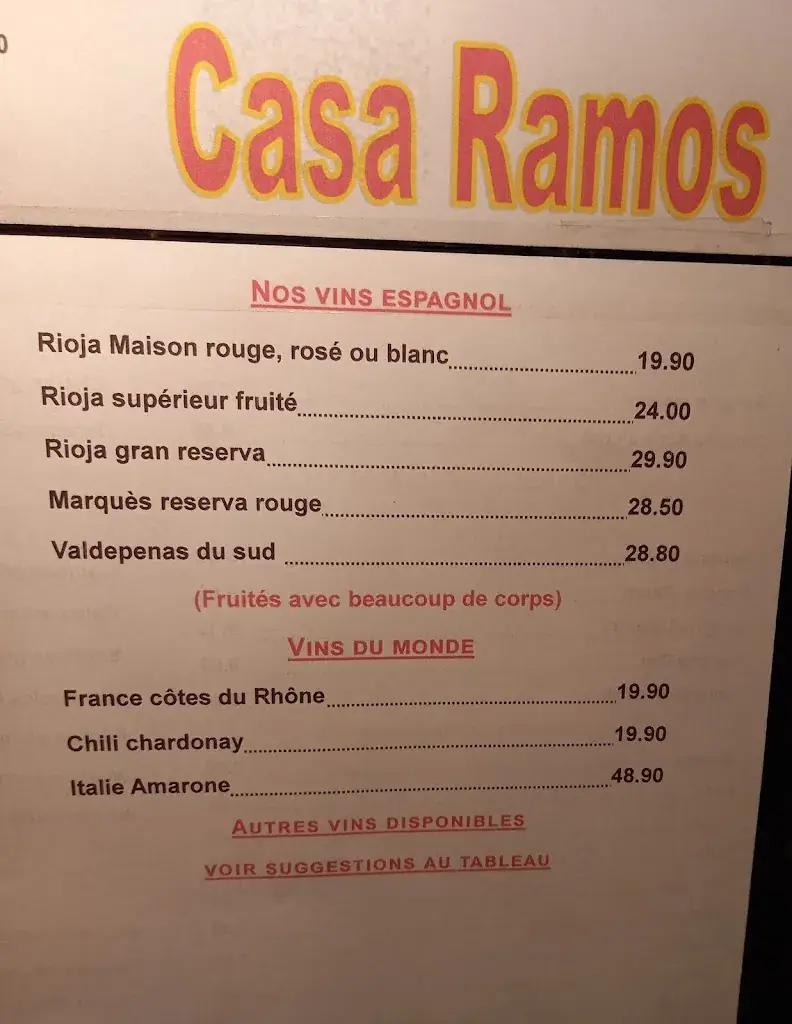 Casa Ramos
Nos vins espagnol
Rioja Maison rouge, rosé ou blanc 19.90
Rioja supérieur fruité 24.00
Rioja gran reserva 29.90
Marquès reserva rouge 28.50
Valdepenas du sud 28.80
(Fruités avec beaucoup de corps)
Vins du monde
France côtes du Rhône 19.90
Chili chardonay 19.90
Italie Amarone 48.90
Autres vins disponibles
voir suggestions au tableau